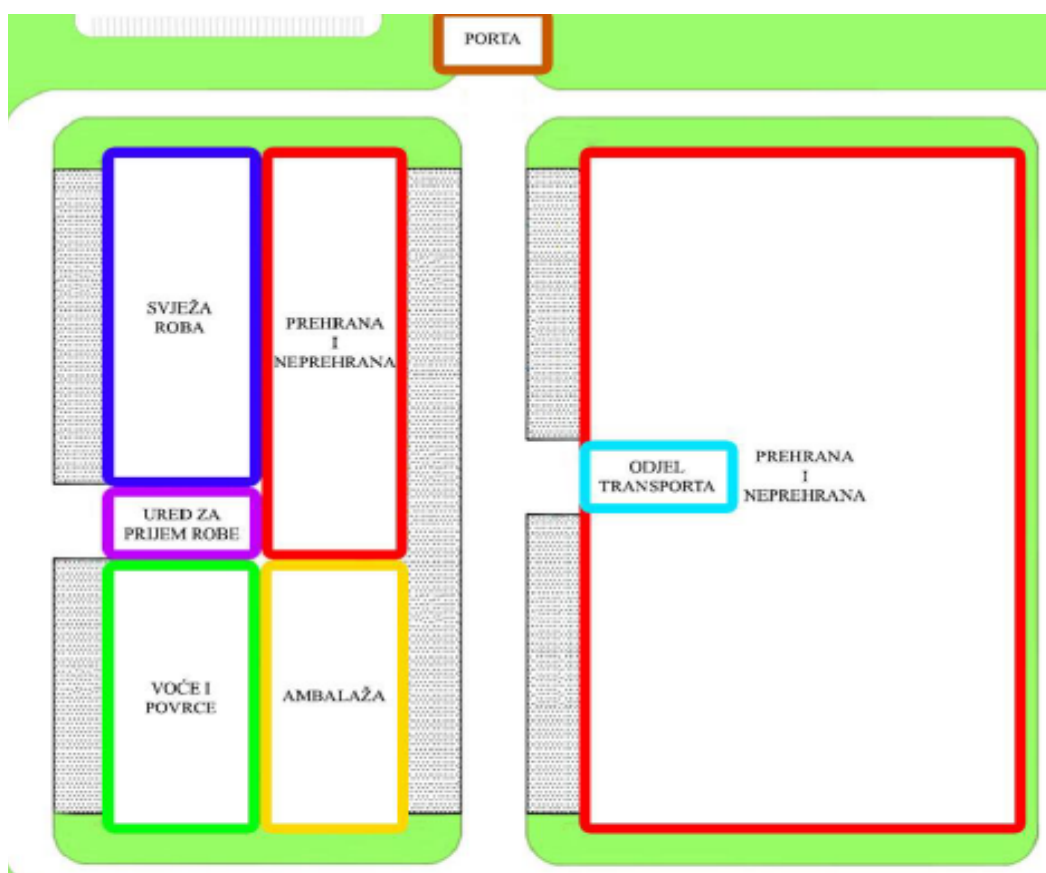 PORTA
SVJEŽA
ROBA
PREHRANA
I
NEPREHRANA
URED ZA
PRIJEM ROBE
VOĆE I
POVRCE
AMBALAŽA
ODJEL
TRANSPORTA
PREHRANA
I
NEPREHRANA